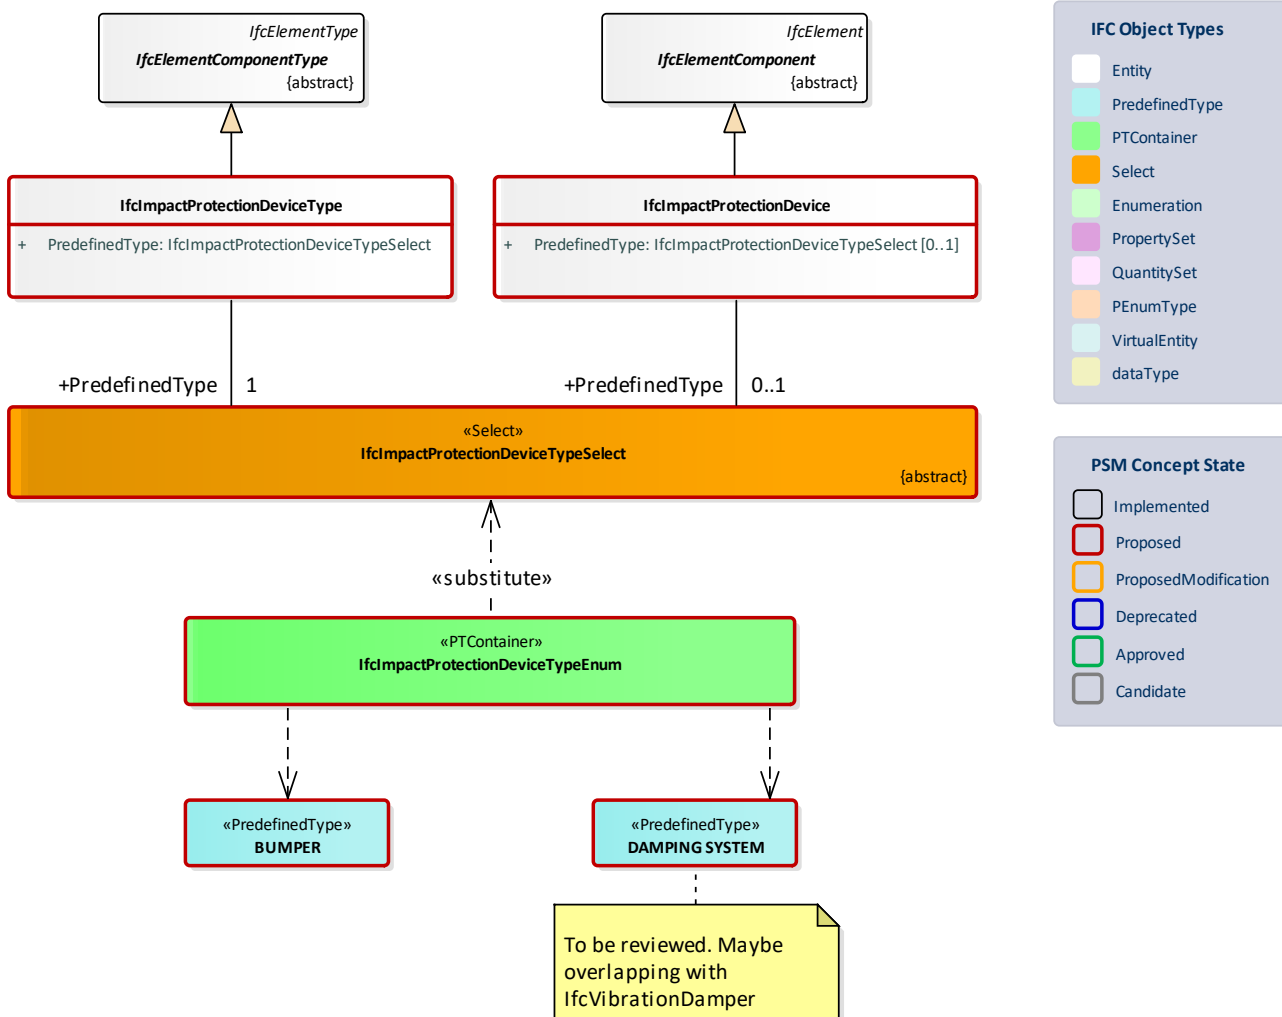 IfcElementType
IfcElementComponentType
{abstract}
IfcElement
IfcElementComponent
{abstract}
IfcImpactProtectionDeviceType
+ PredefinedType: IfcImpactProtectionDeviceTypeSelect
IfcImpactProtectionDevice
+ PredefinedType: IfcImpactProtectionDeviceTypeSelect [0..1]
+PredefinedType 1
+PredefinedType 0..1
«Select»
IfcImpactProtectionDeviceTypeSelect
{abstract}
«substitute»
«PTContainer»
IfcImpactProtectionDeviceTypeEnum
«PredefinedType»
BUMPER
«PredefinedType»
DAMPING SYSTEM
To be reviewed. Maybe
overlapping with
IfcVibrationDamper
IFC Object Types
Entity
PredefinedType
PTContainer
Select
Enumeration
PropertySet
QuantitySet
PEnumType
VirtualEntity
dataType
PSM Concept State
Implemented
Proposed
ProposedModification
Deprecated
Approved
Candidate